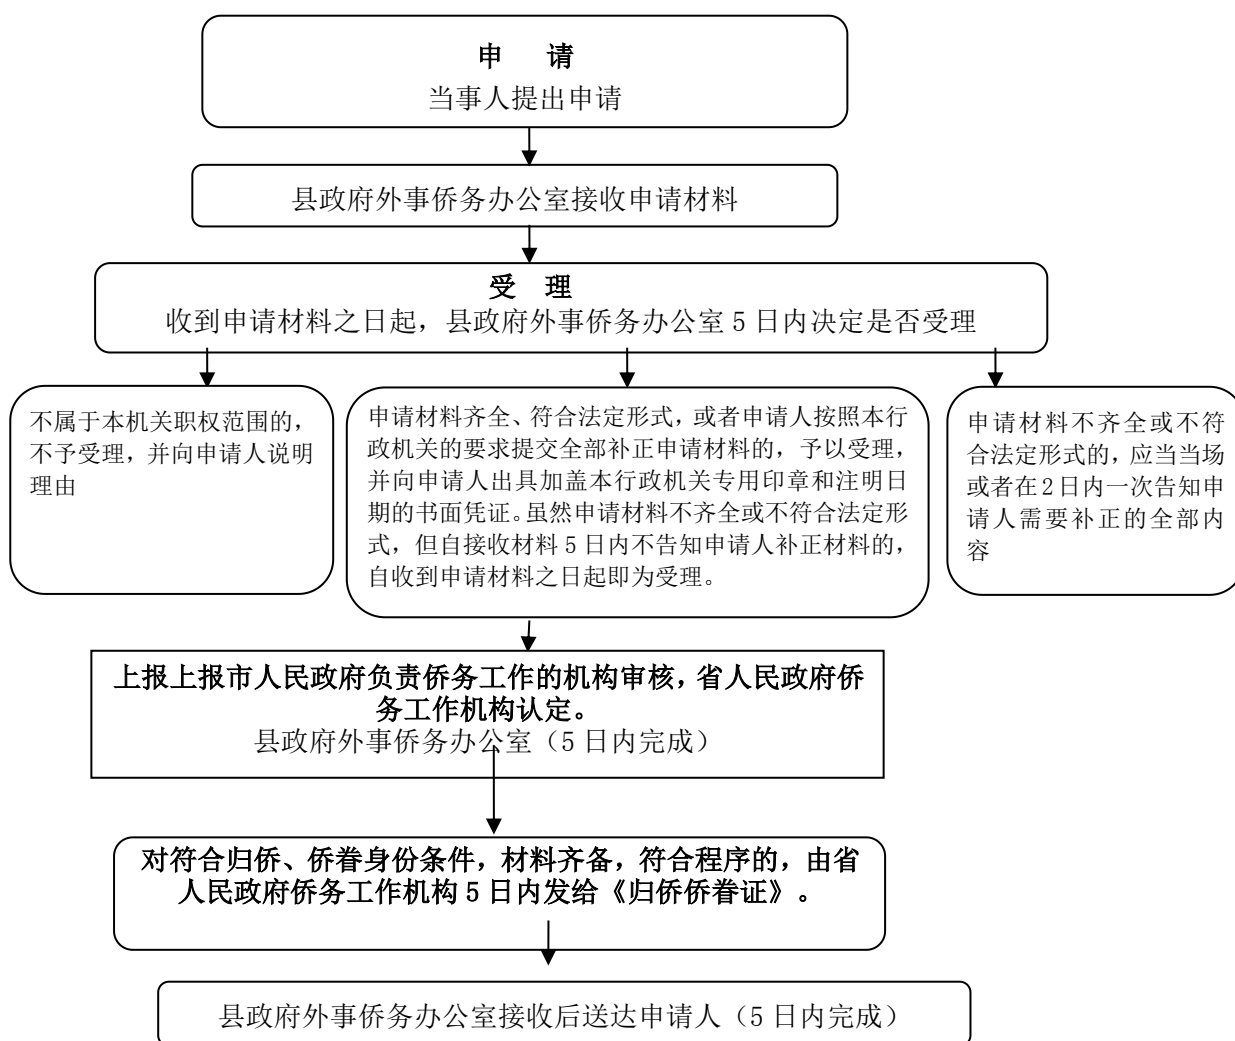 申 请
当事人提出申请
县政府外事侨务办公室接收申请材料
受 理
收到申请材料之日起，县政府外事侨务办公室 5 日内决定是否受理
不属于本机关职权范围的，
不予受理，并向申请人说明
理由
申请材料齐全、符合法定形式，或者申请人按照本行
政机关的要求提交全部补正申请材料的，予以受理，
并向申请人出具加盖本行政机关专用印章和注明日
期的书面凭证。虽然申请材料不齐全或不符合法定形
式，但自接收材料 5 日内不告知申请人补正材料的，
自收到申请材料之日起即为受理。
申请材料不齐全或不符
合法定形式的，应当当场
或者在 2 日内一次告知申
请人需要补正的全部内
容
上报上报市人民政府负责侨务工作的机构审核，省人民政府侨
务工作机构认定。
县政府外事侨务办公室（5 日内完成）
对符合归侨、侨眷身份条件，材料齐备，符合程序的，由省
人民政府侨务工作机构 5 日内发给《归侨侨眷证》。
县政府外事侨务办公室接收后送达申请人（5 日内完成）